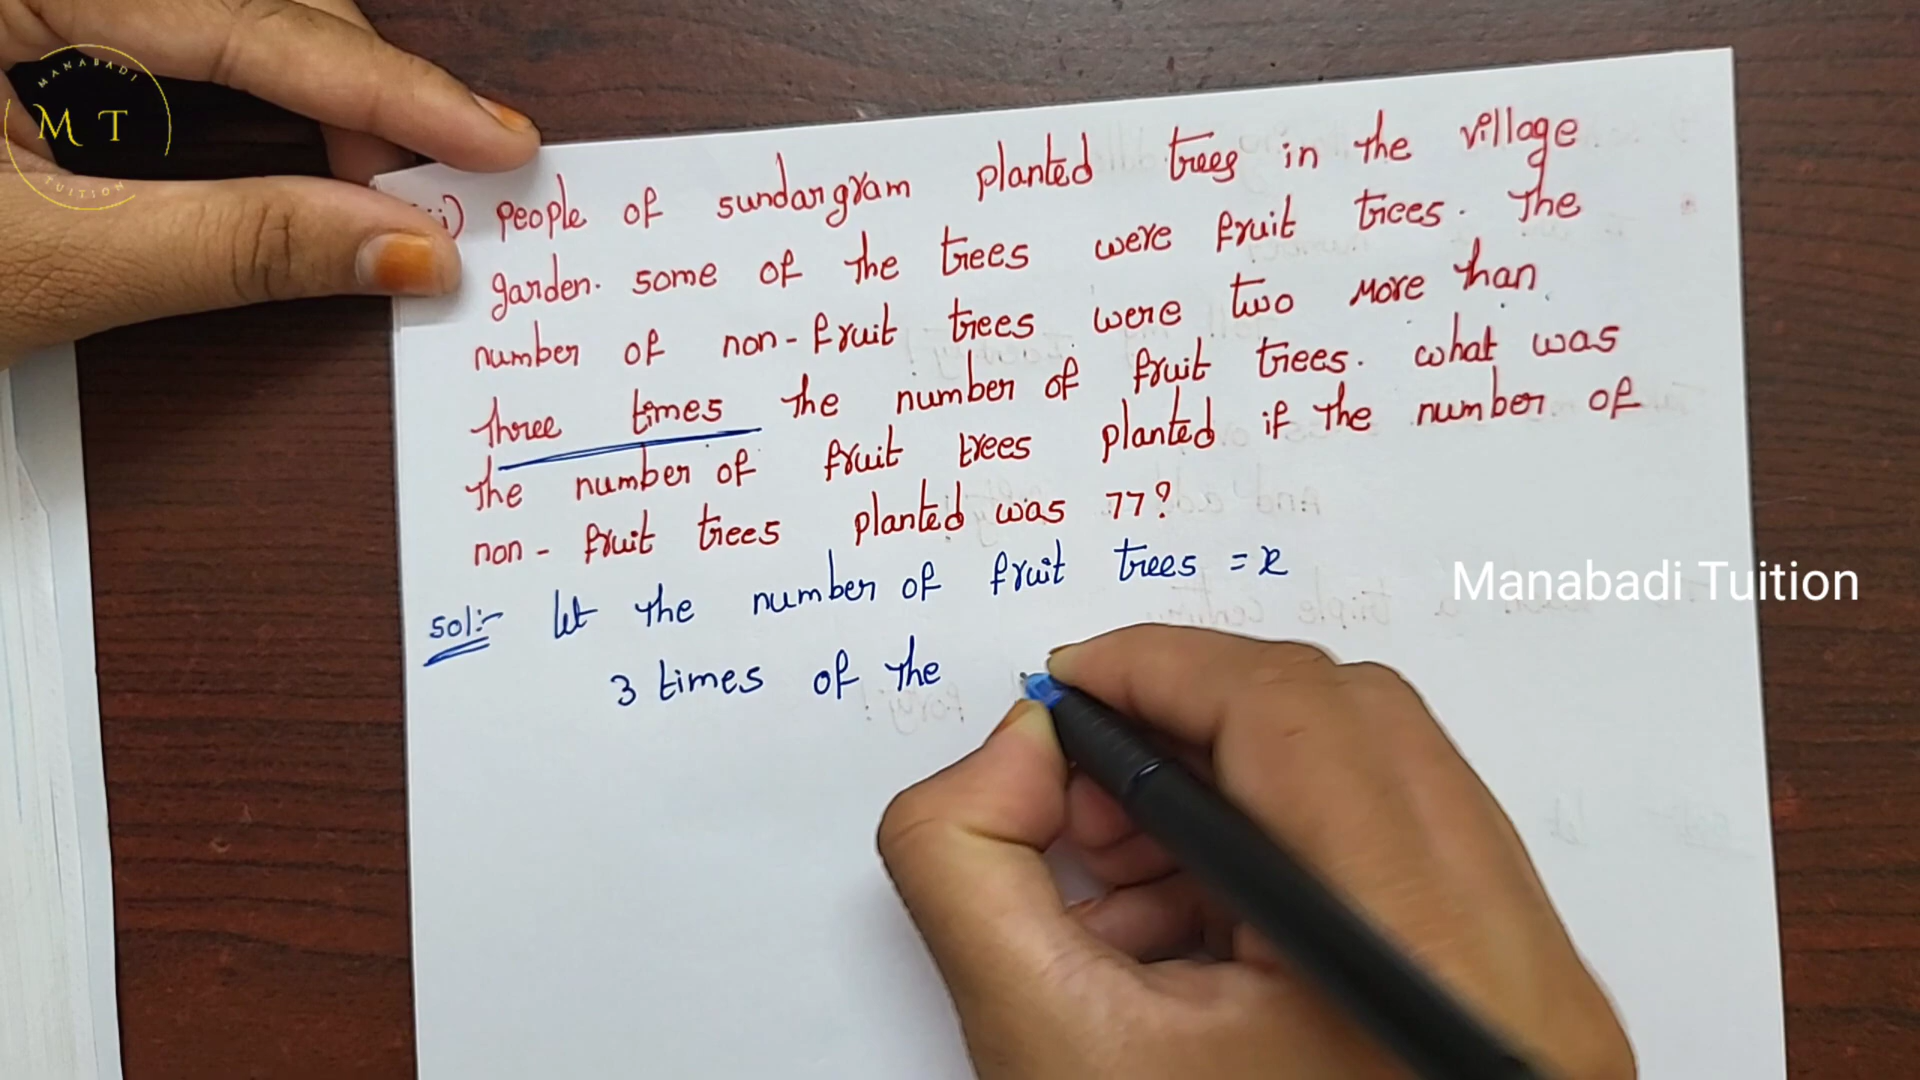 MANABADI
M T
TUITION
people of sundargram planted trees in the village
garden. some of the trees were fruit trees. The
number of non-fruit trees were two more than
three times the number of fruit trees. what was
the number of fruit trees planted if the number of
non-fruit trees planted was 77?
Sol:- let the number of fruit trees = x
3 times of the
Manabadi Tuition